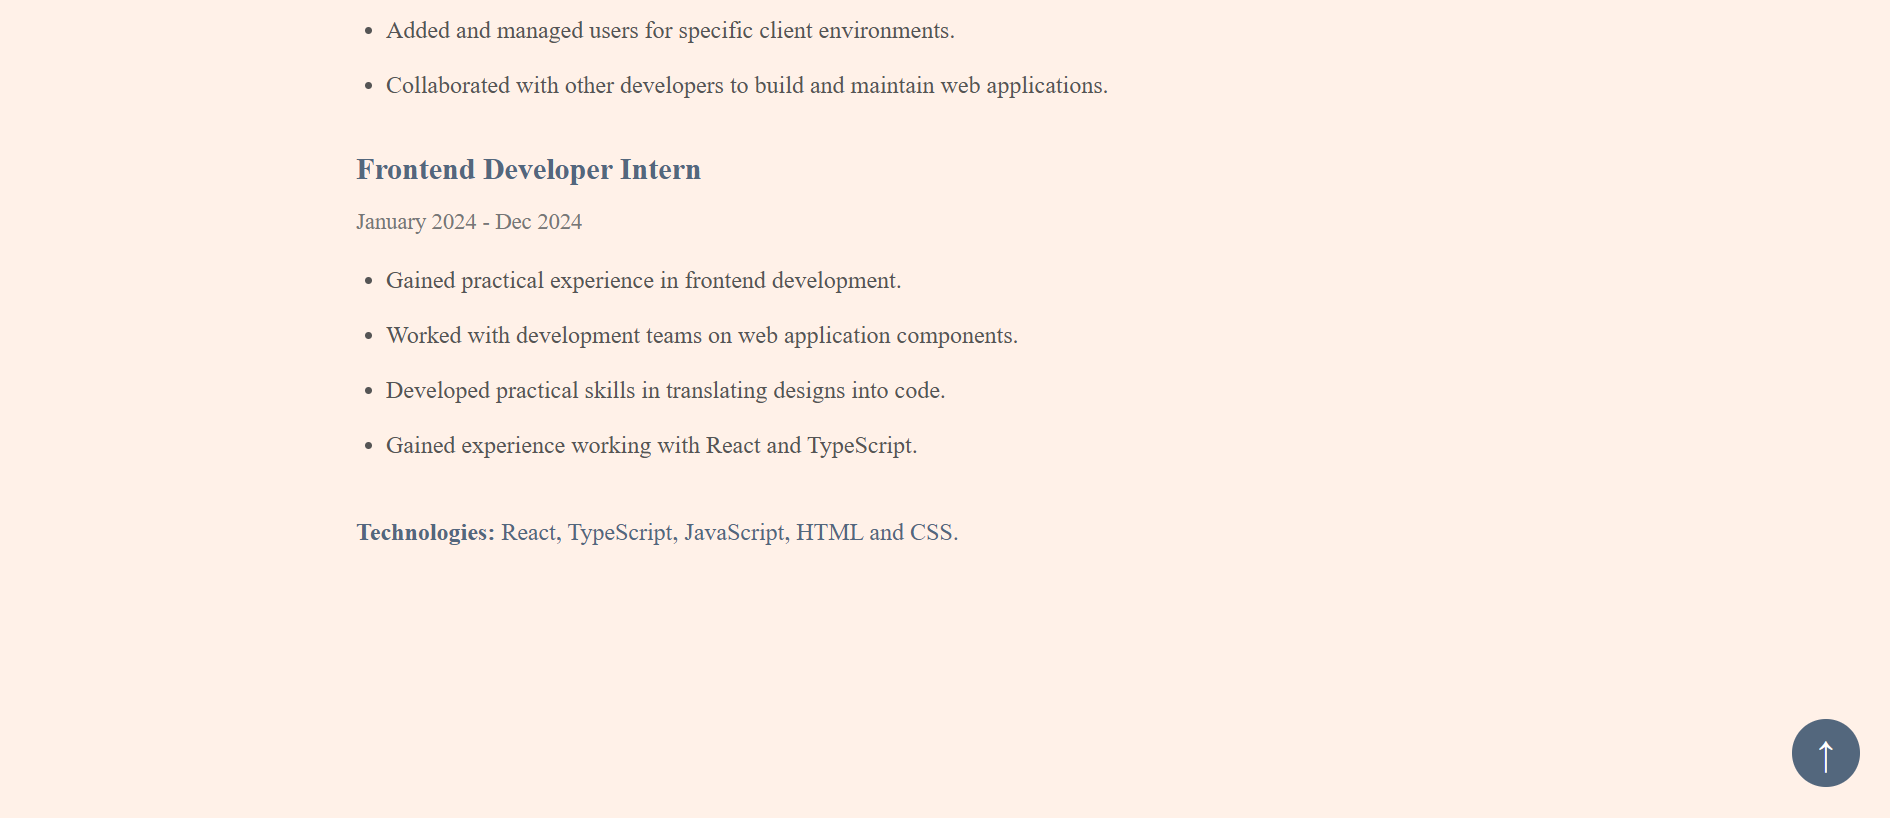 • Added and managed users for specific client environments.
• Collaborated with other developers to build and maintain web applications.
Frontend Developer Intern
January 2024 - Dec 2024
• Gained practical experience in frontend development.
• Worked with development teams on web application components.
• Developed practical skills in translating designs into code.
• Gained experience working with React and TypeScript.
Technologies: React, TypeScript, JavaScript, HTML and CSS.
↑